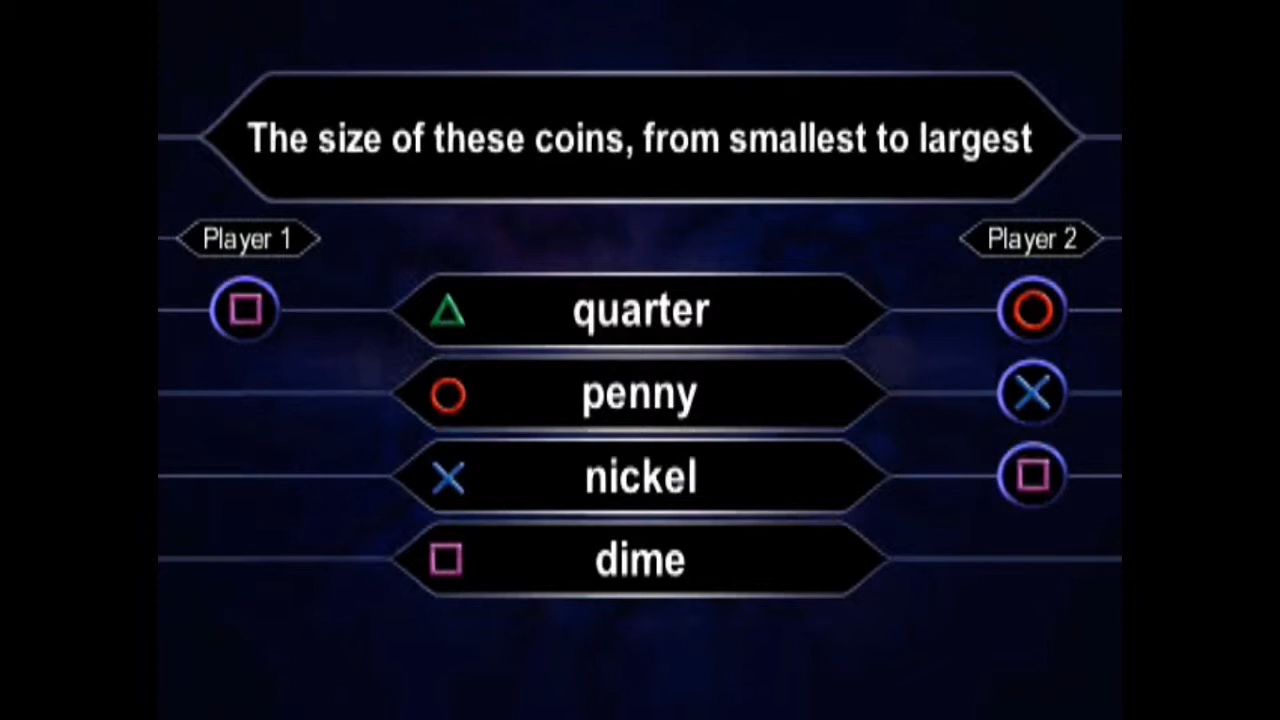 The size of these coins, from smallest to largest
Player 1
Player 2
quarter
penny
nickel
dime